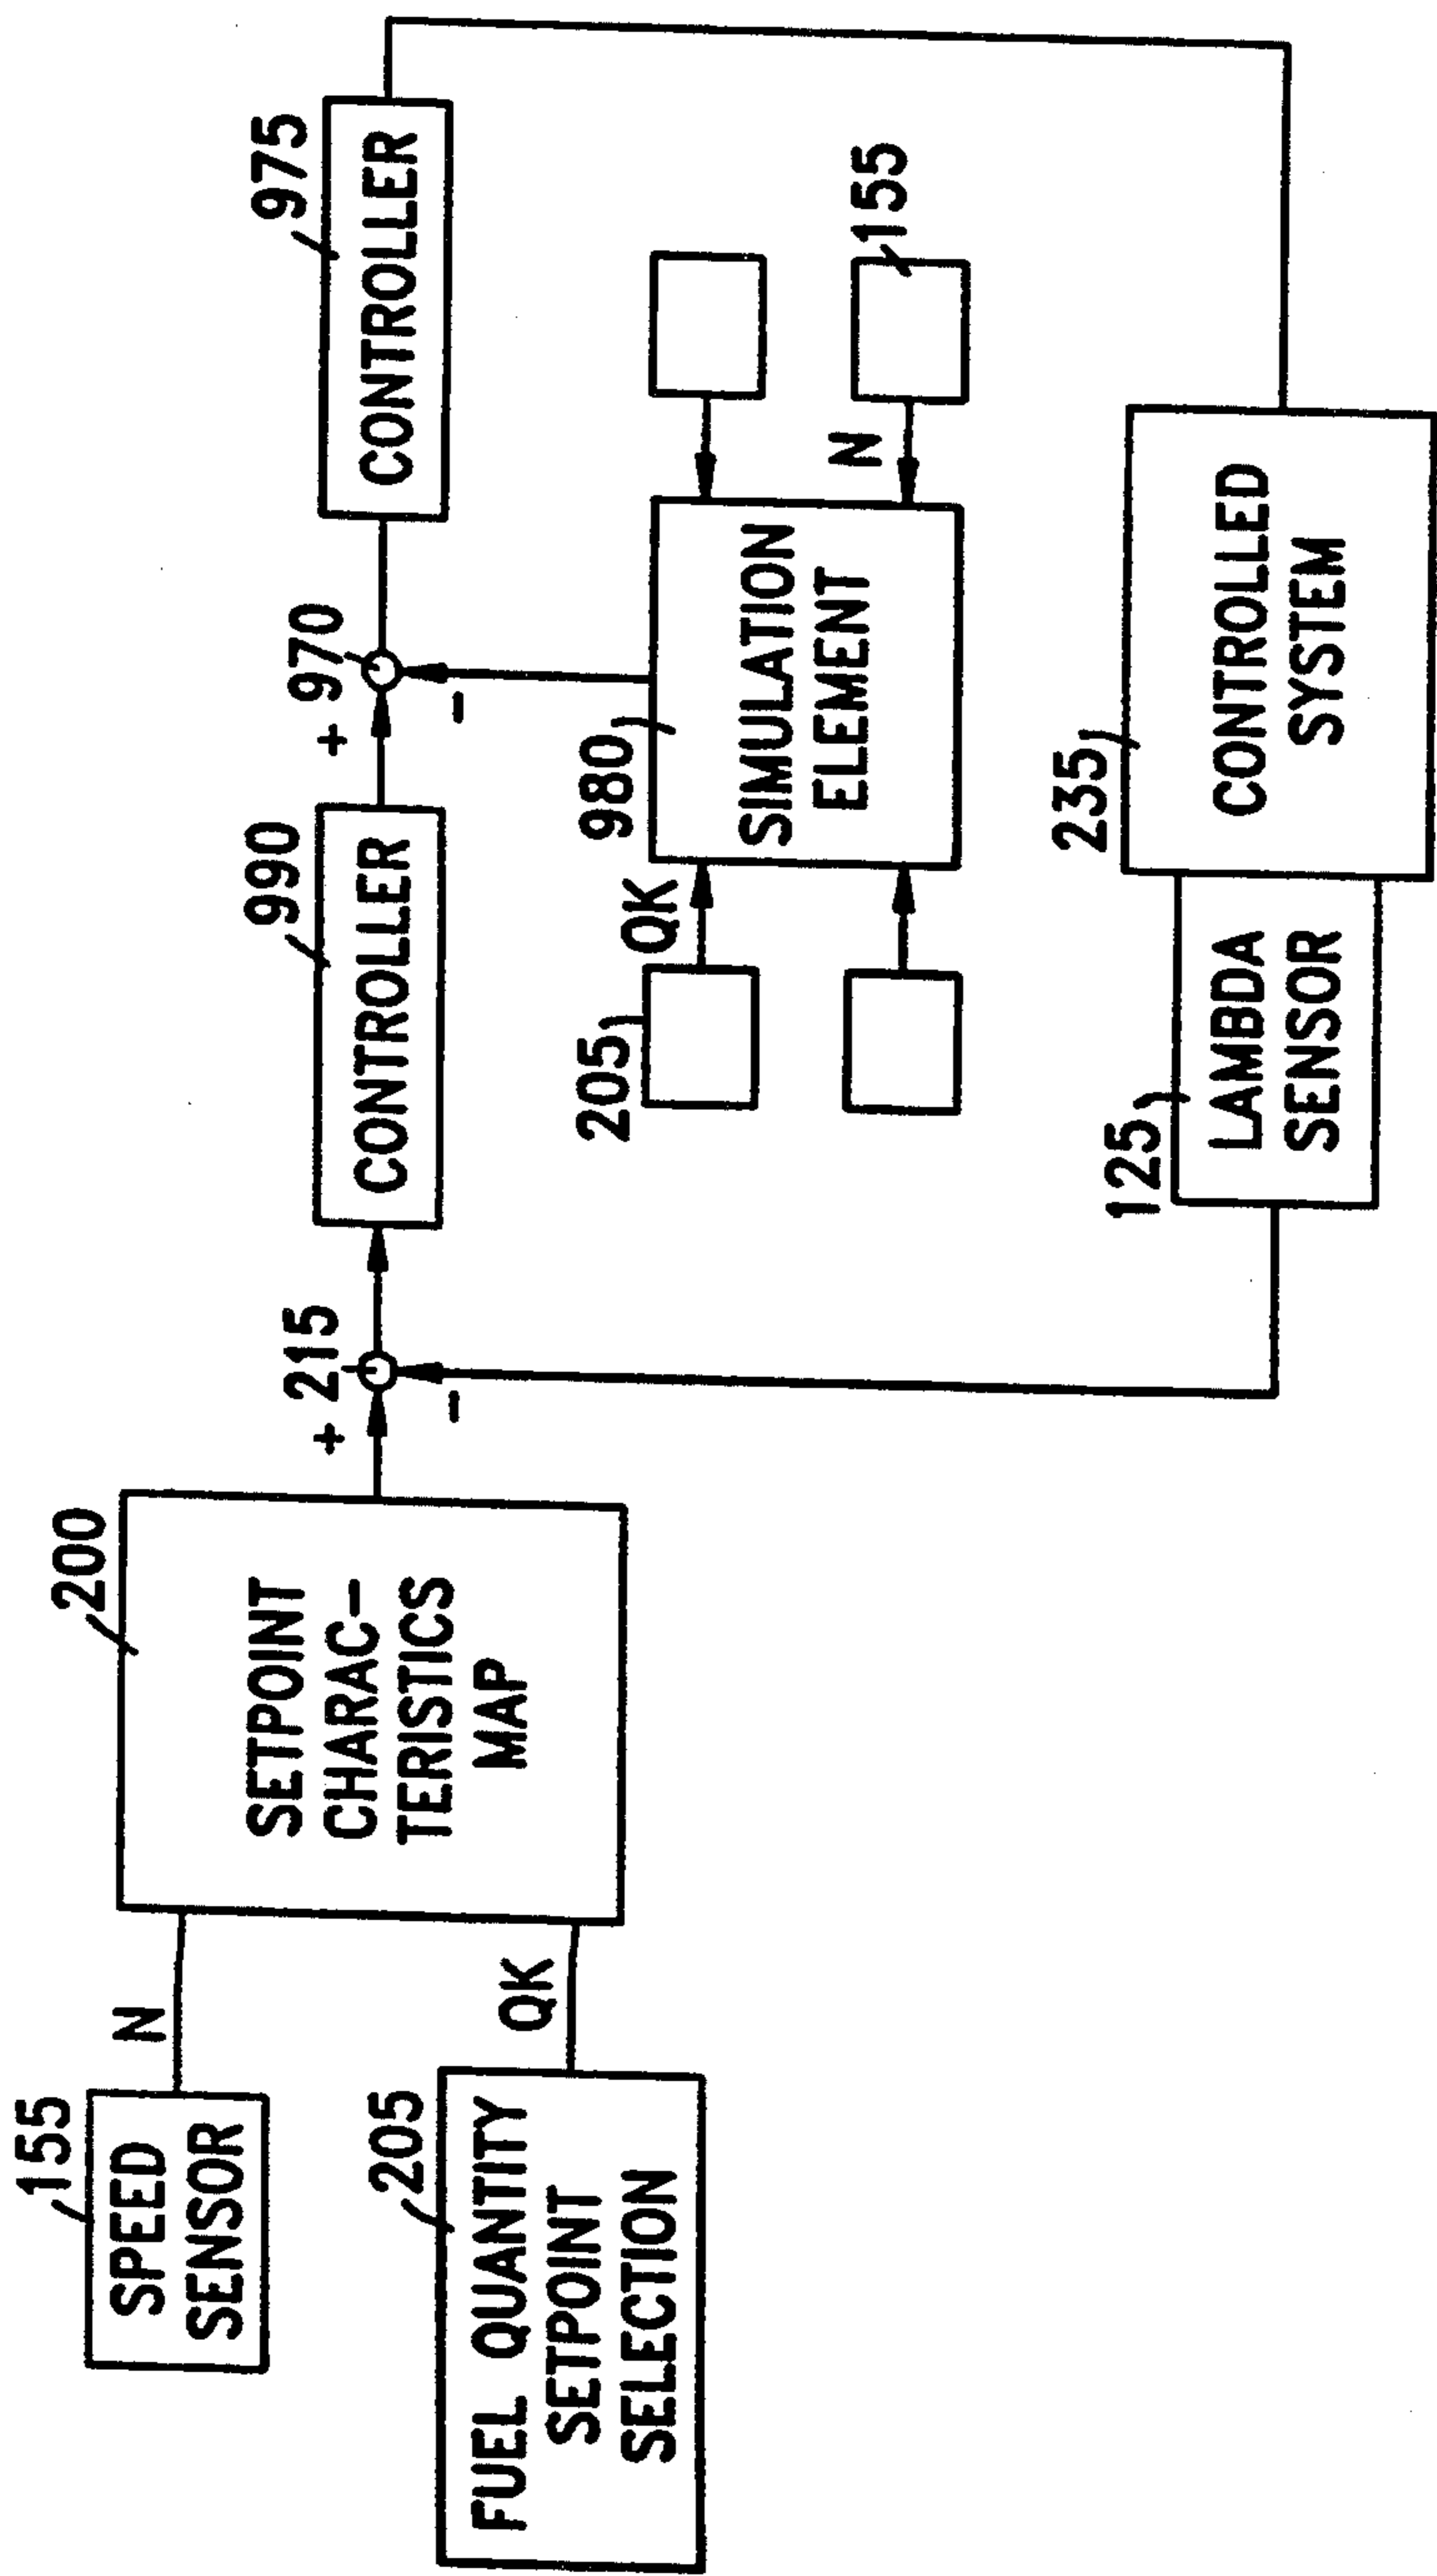 155
SPEED
SENSOR
N
205
FUEL QUANTITY
SETPOINT
SELECTION
QK
200
SETPOINT
CHARAC-
TERISTICS
MAP
+
215
-
990
CONTROLLER
+
970
-
975
CONTROLLER
205
QK
980
SIMULATION
ELEMENT
N
155
125
LAMBDA
SENSOR
235
CONTROLLED
SYSTEM